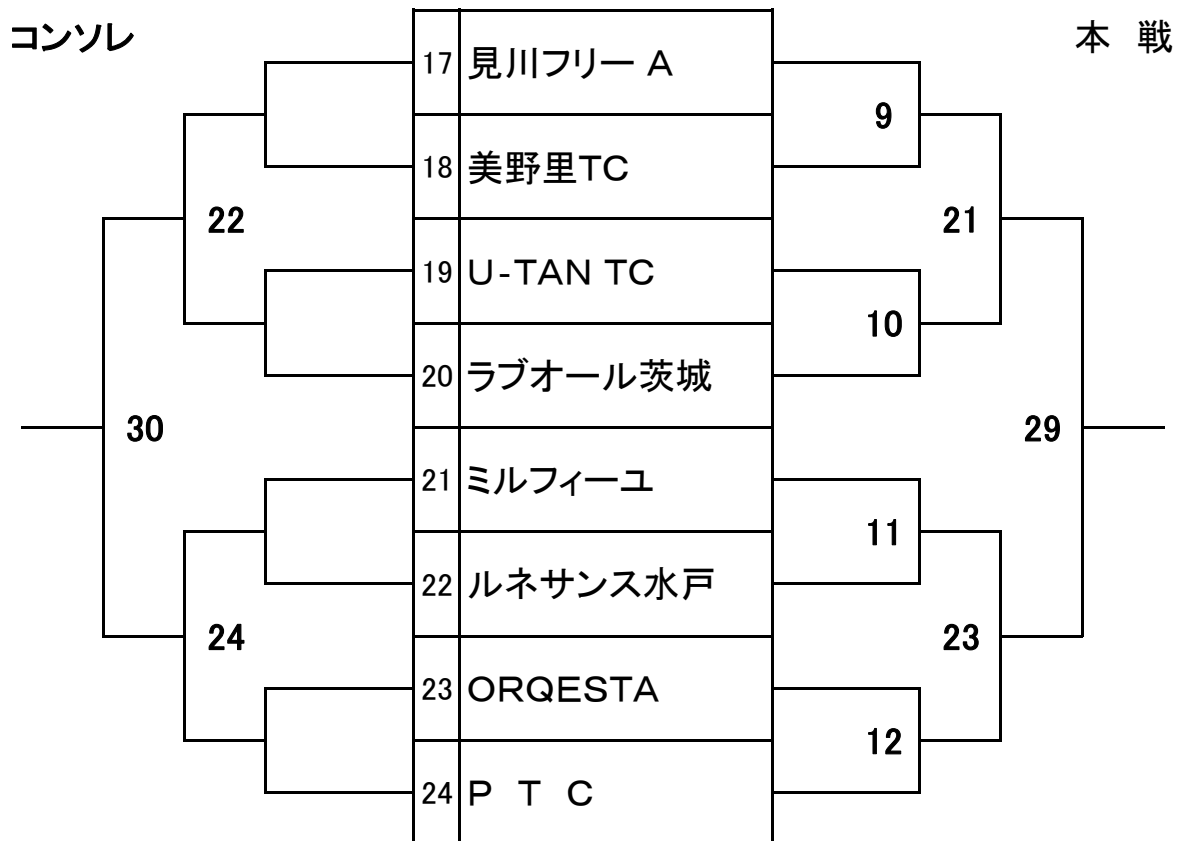 コンソレ
本 戦
17 見川フリー A
9
18 美野里TC
22
21
19 U-TAN TC
10
20 ラブオール茨城
30
29
21 ミルフィーユ
11
22 ルネサンス水戸
24
23
23 ORQESTA
12
24 P T C